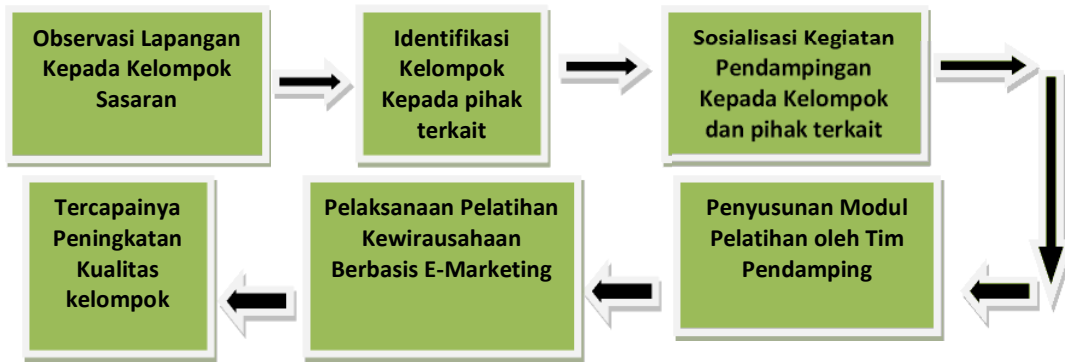 Observasi Lapangan
Kepada Kelompok
Sasaran
Identifikasi
Kelompok
Kepada pihak
terkait
Sosialisasi Kegiatan
Pendampingan
Kepada Kelompok
dan pihak terkait
Penyusunan Modul
Pelatihan oleh Tim
Pendamping
Pelaksanaan Pelatihan
Kewirausahaan
Berbasis E-Marketing
Tercapainya
Peningkatan
Kualitas
kelompok